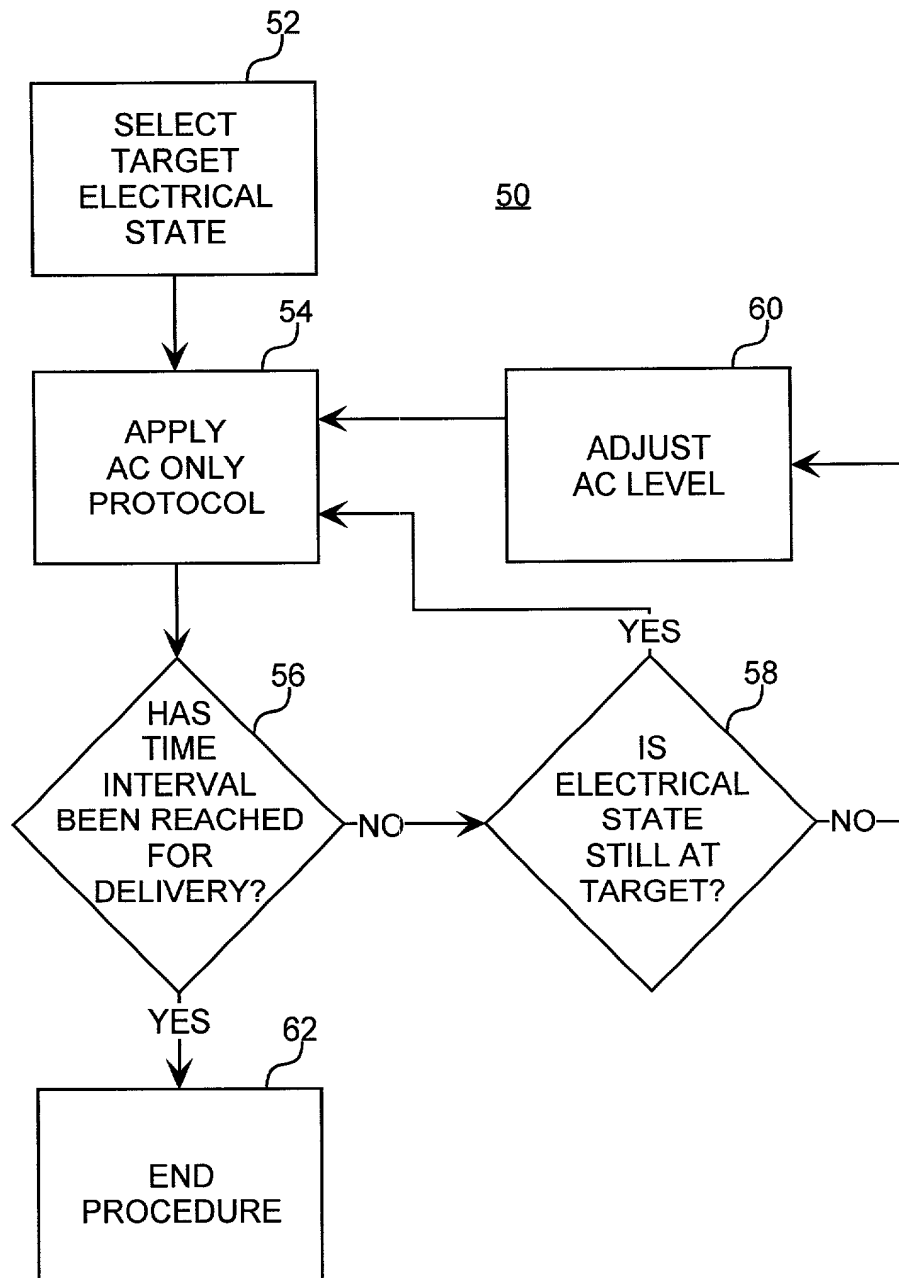 52
SELECT
TARGET
ELECTRICAL
STATE
50
54
APPLY
AC ONLY
PROTOCOL
60
ADJUST
AC LEVEL
56
HAS
TIME
INTERVAL
BEEN REACHED
FOR
DELIVERY?
NO
YES
58
IS
ELECTRICAL
STATE
STILL AT
TARGET?
NO
YES
62
END
PROCEDURE